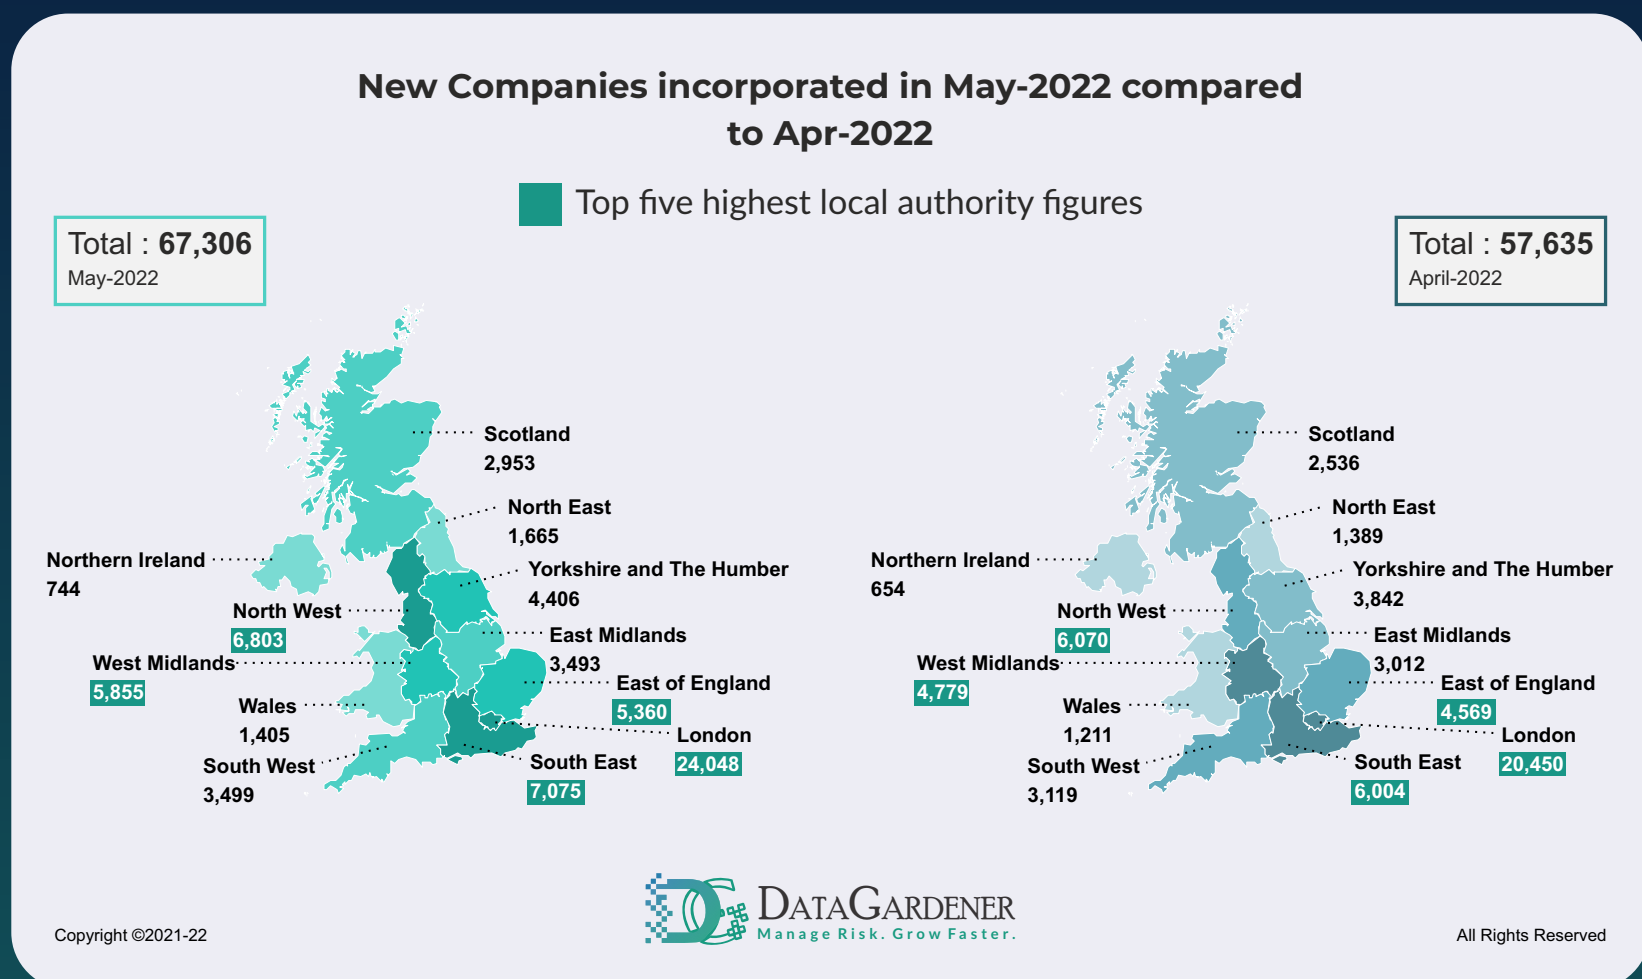 New Companies incorporated in May-2022 compared
to Apr-2022
Top five highest local authority figures
Total : 67,306
May-2022
Total : 57,635
April-2022
Scotland
2,953
North East
1,665
Northern Ireland
744
Yorkshire and The Humber
4,406
North West
6,803
East Midlands
3,493
West Midlands
5,855
East of England
5,360
Wales
1,405
London
24,048
South West
3,499
South East
7,075
Scotland
2,536
North East
1,389
Northern Ireland
654
Yorkshire and The Humber
3,842
North West
6,070
East Midlands
3,012
West Midlands
4,779
East of England
4,569
Wales
1,211
London
20,450
South West
3,119
South East
6,004
DATAGARDENER
Manage Risk. Grow Faster.
Copyright ©2021-22
All Rights Reserved